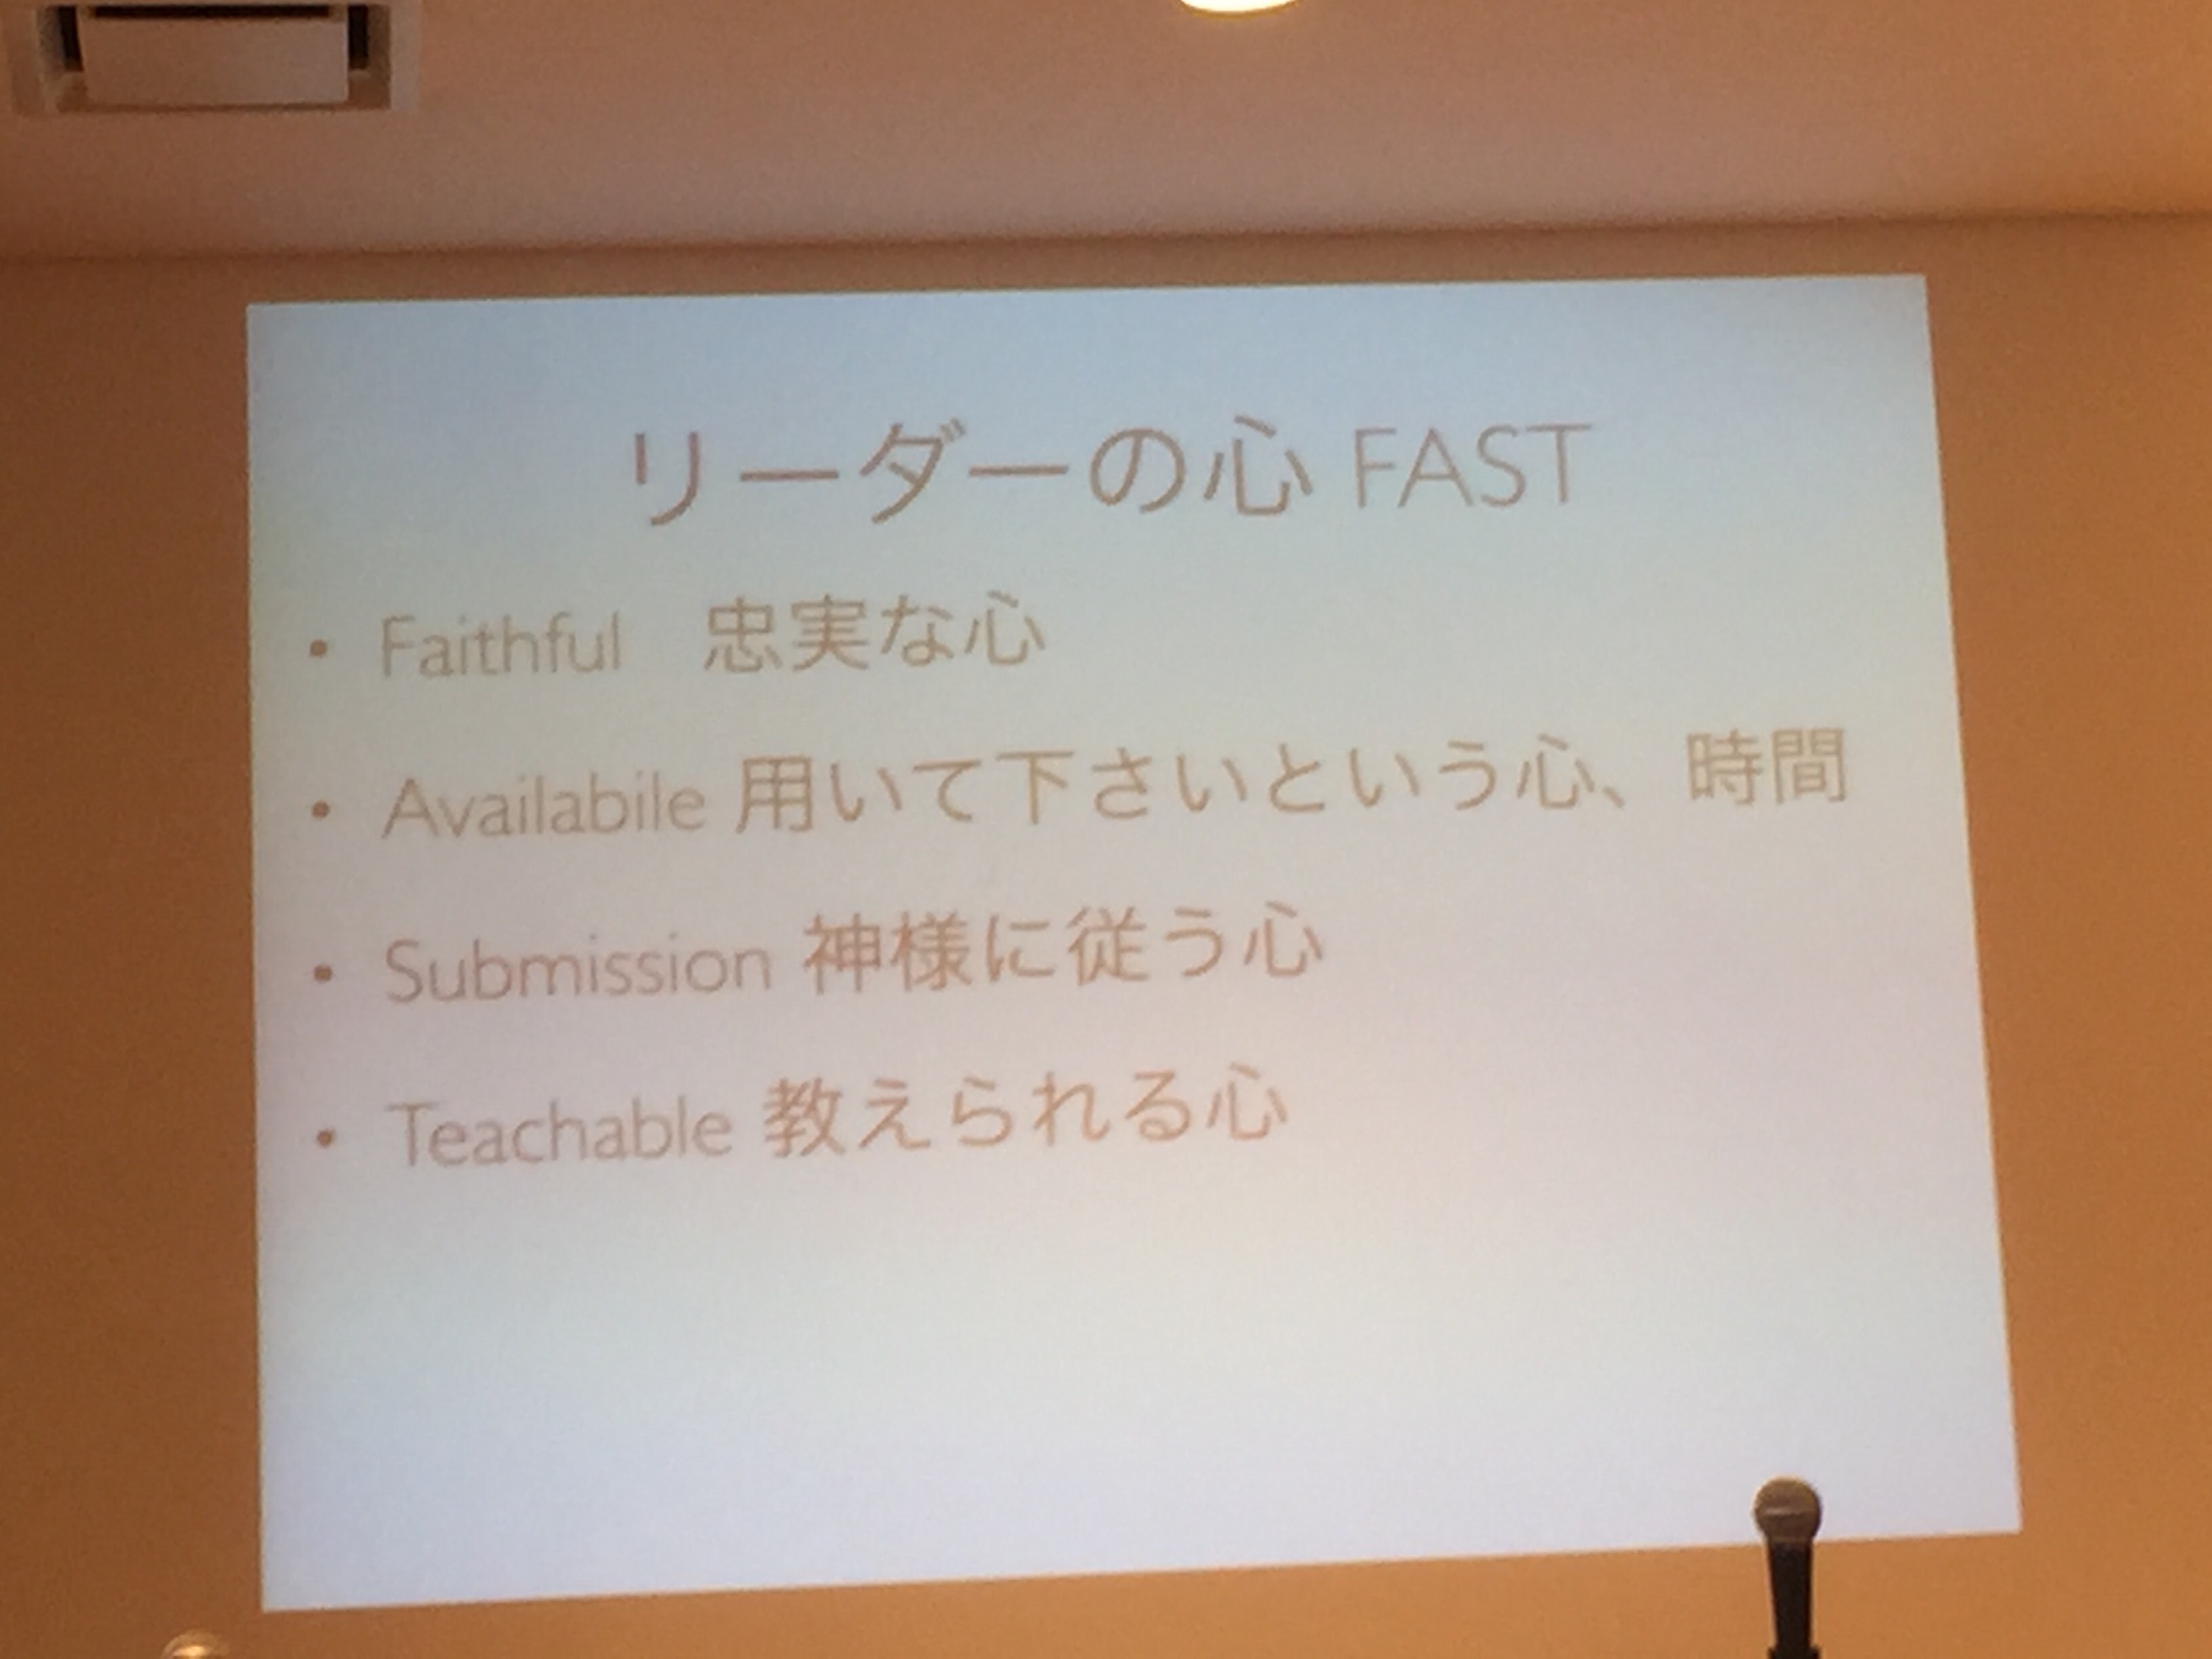 リーダーの心 FAST
• Faithful　忠実な心
• Availabile 用いて下さいという心、時間
• Submission 神様に従う心
• Teachable 教えられる心